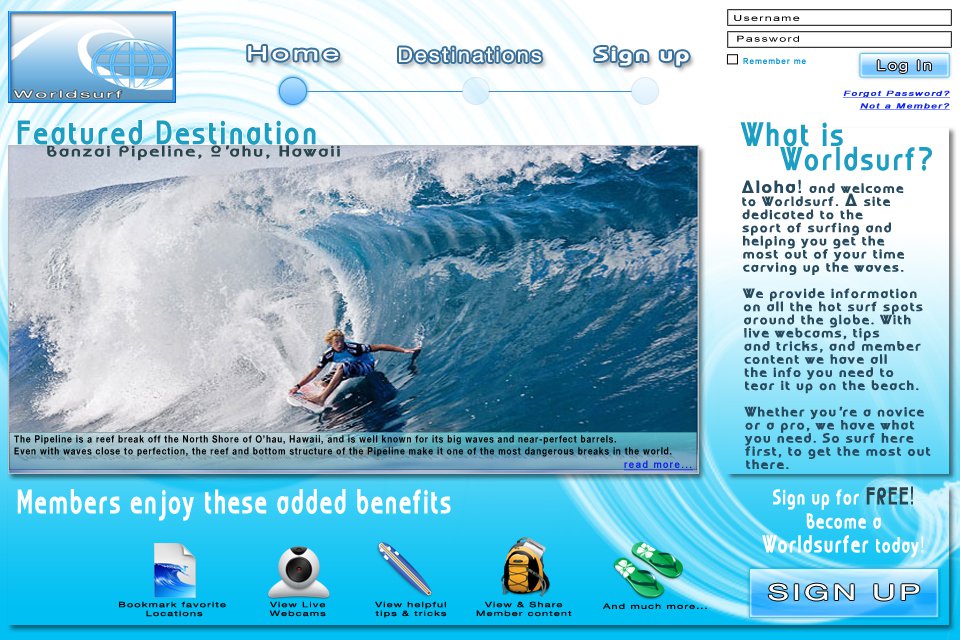 Worldsurf
Home
Destinations
Sign up
Username
Password
Remember me
Log In
Forgot Password?
Not a Member?
Featured Destination
Banzai Pipeline, O'ahu, Hawaii
The Pipeline is a reef break off the North Shore of O'hau, Hawaii, and is well known for its big waves and near-perfect barrels.
Even with waves close to perfection, the reef and bottom structure of the Pipeline make it one of the most dangerous breaks in the world.
read more...
What is
Worldsurf?
Aloha! and welcome
to Worldsurf. A site
dedicated to the
sport of surfing and
helping you get the
most out of your time
carving up the waves.
We provide information
on all the hot surf spots
around the globe. With
live webcams, tips
and tricks, and member
content we have all
the info you need to
tear it up on the beach.
Whether you're a novice
or a pro, we have what
you need. So surf here
first, to get the most out
there.
Members enjoy these added benefits
Bookmark favorite
Locations
View Live
Webcams
View helpful
tips & tricks
View & Share
Member content
And much more...
Sign up for FREE!
Become a
Worldsurfer today!
SIGN UP